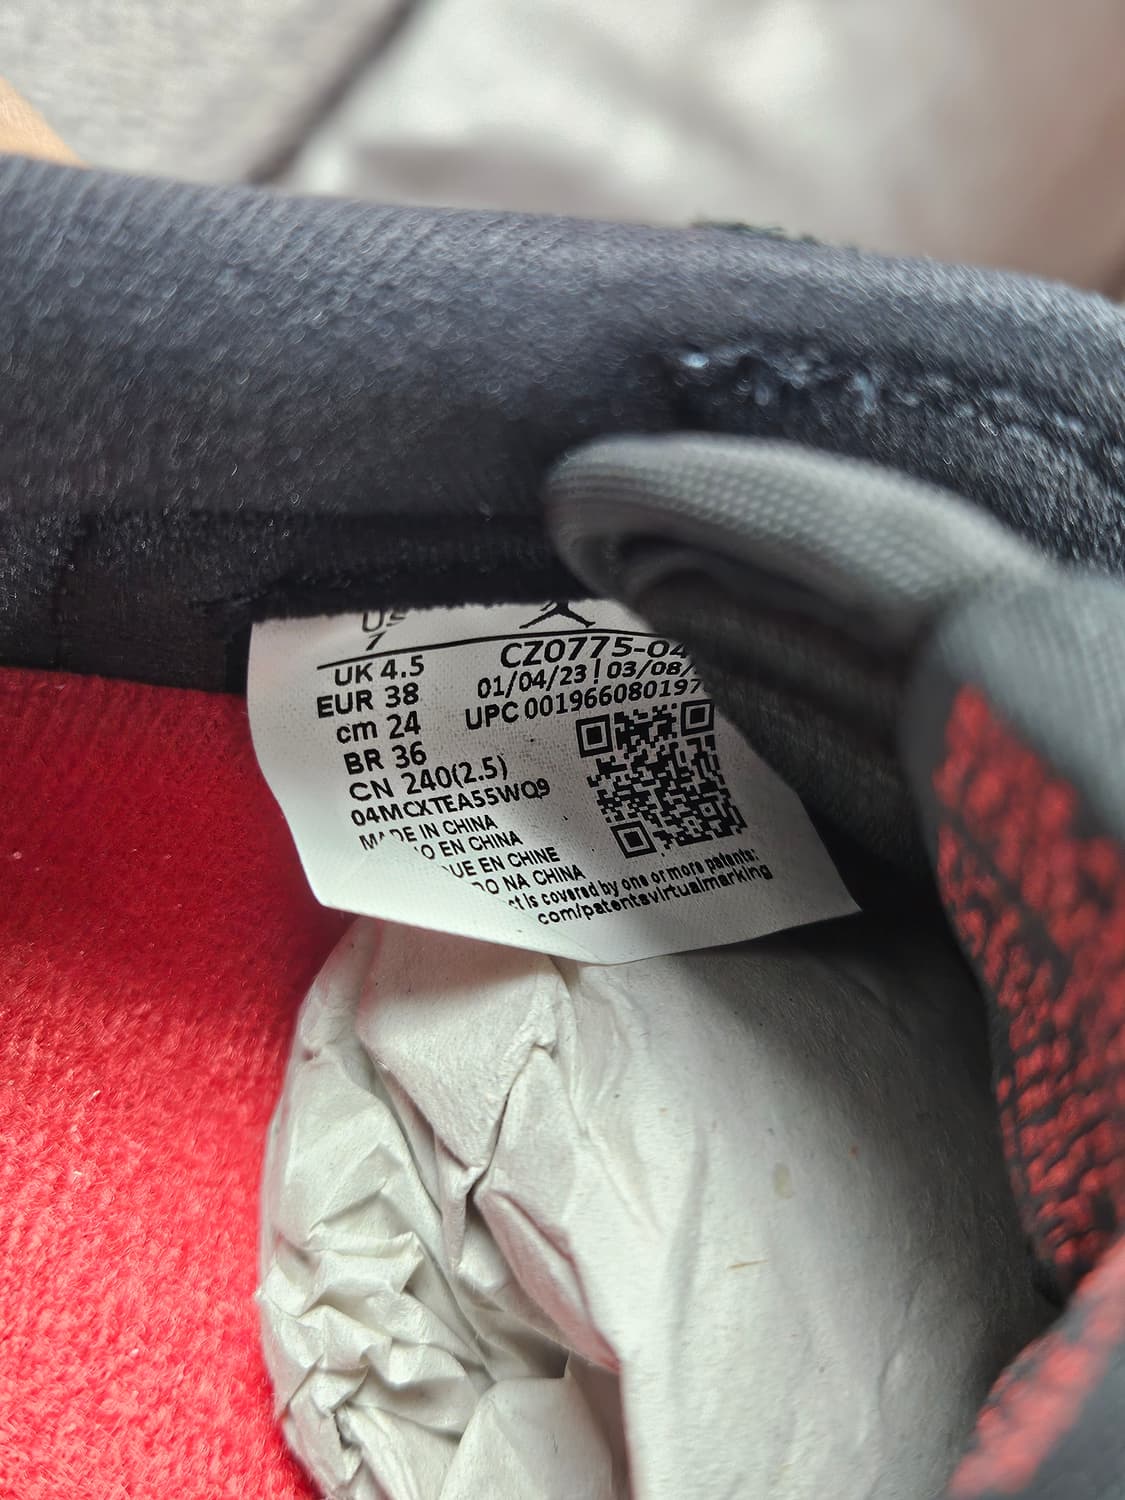 US
7
UK 4.5
EUR 38
cm 24
BR 36
CN 240(2.5)
04MCXTEA55WQ9
CZ0775-04
01/04/23 | 03/08/
UPC 001966080197
MADE IN CHINA
O EN CHINA
UE EN CHINE
DO NA CHINA
ct is covered by one or more patents:
com/patentsvirtualmarking